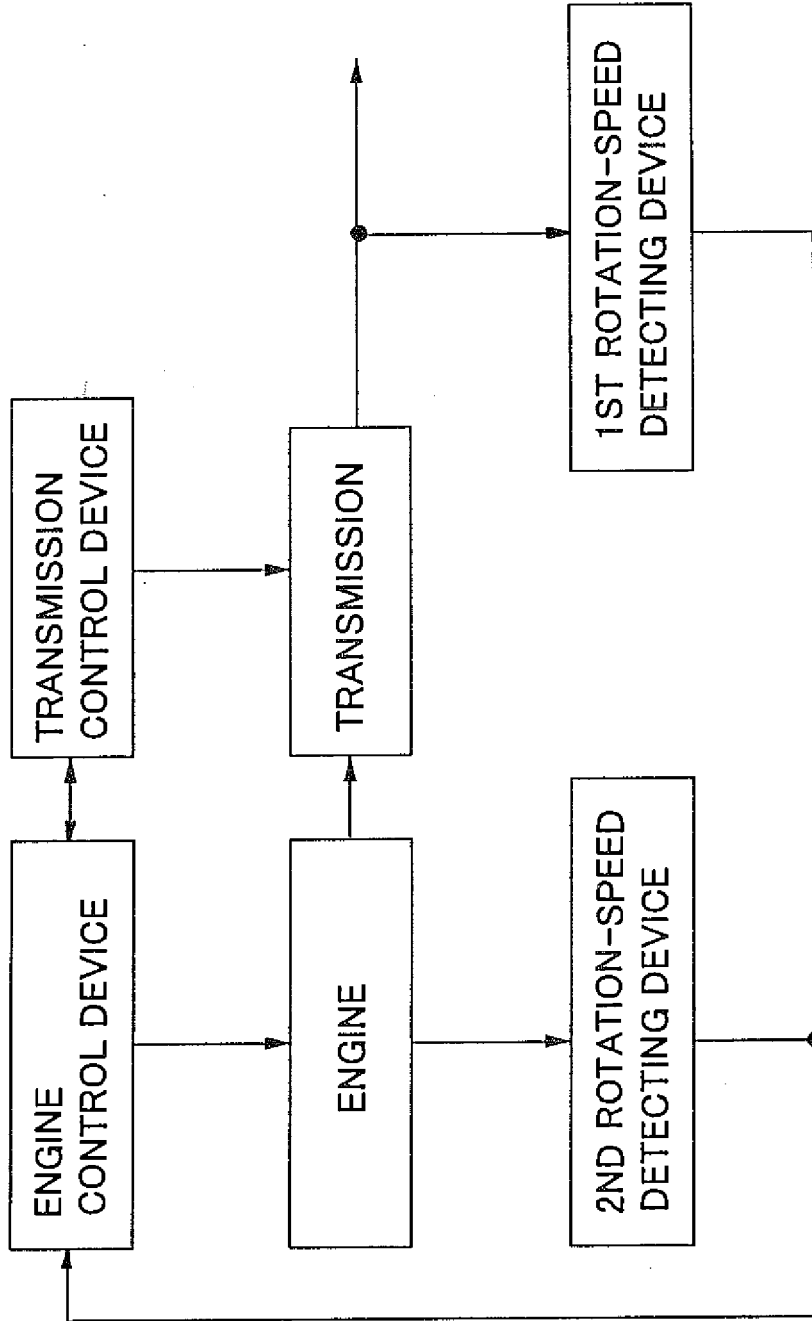 ENGINE
CONTROL DEVICE
TRANSMISSION
CONTROL DEVICE
ENGINE
TRANSMISSION
2ND ROTATION-SPEED
DETECTING DEVICE
1ST ROTATION-SPEED
DETECTING DEVICE